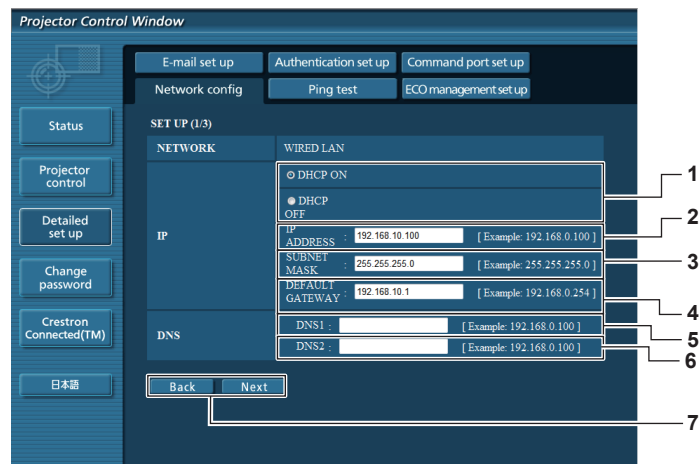 Projector Control Window
E-mail set up
Authentication set up
Command port set up
Network config
Ping test
ECO management set up
Status
Projector
control
Detailed
set up
Change
password
Crestron
Connected(TM)
日本語
SET UP (1/3)
NETWORK
WIRED LAN
IP
DHCP ON
DHCP
OFF
IP
ADDRESS : 192.168.10.100 [ Example: 192.168.0.100 ]
SUBNET
MASK : 255.255.255.0 [ Example: 255.255.255.0 ]
DEFAULT
GATEWAY : 192.168.10.1 [ Example: 192.168.0.254 ]
DNS
DNS1 : [ Example: 192.168.0.100 ]
DNS2 : [ Example: 192.168.0.100 ]
Back
Next
1
2
3
4
5
6
7